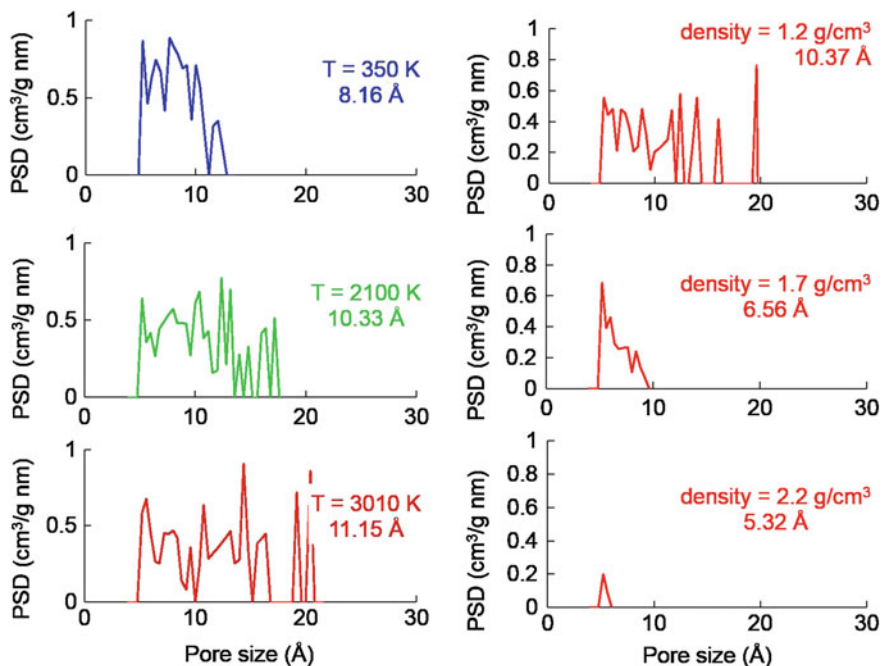 PSD (cm³/g nm)
1
0.5
0
0
10
20
30
T = 350 K
8.16 Å
PSD (cm³/g nm)
1
0.8
0.6
0.4
0.2
0
0
10
20
30
density = 1.2 g/cm³
10.37 Å
PSD (cm³/g nm)
1
0.5
0
0
10
20
30
T = 2100 K
10.33 Å
PSD (cm³/g nm)
1
0.8
0.6
0.4
0.2
0
0
10
20
30
density = 1.7 g/cm³
6.56 Å
PSD (cm³/g nm)
1
0.5
0
0
10
20
30
T = 3010 K
11.15 Å
Pore size (Å)
PSD (cm³/g nm)
1
0.8
0.6
0.4
0.2
0
0
10
20
30
density = 2.2 g/cm³
5.32 Å
Pore size (Å)